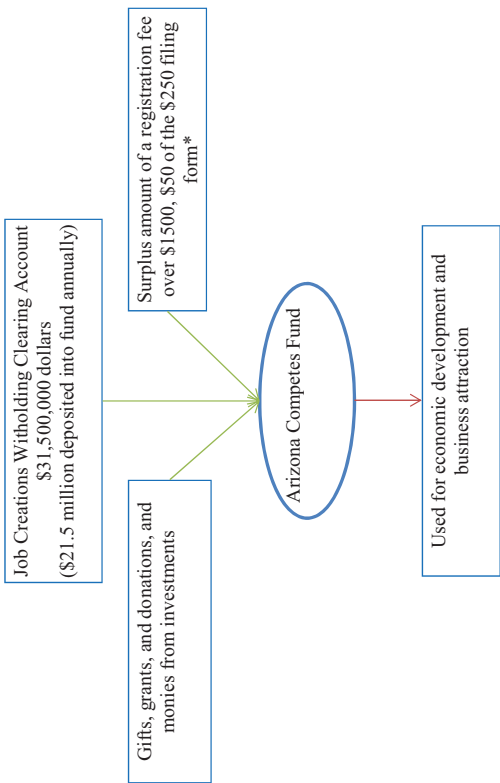 Job Creations Witholding Clearing Account
$31,500,000 dollars
($21.5 million deposited into fund annually)
Gifts, grants, and donations, and
monies from investments
Surplus amount of a registration fee
over $1500, $50 of the $250 filing
form*
Arizona Competes Fund
Used for economic development and
business attraction